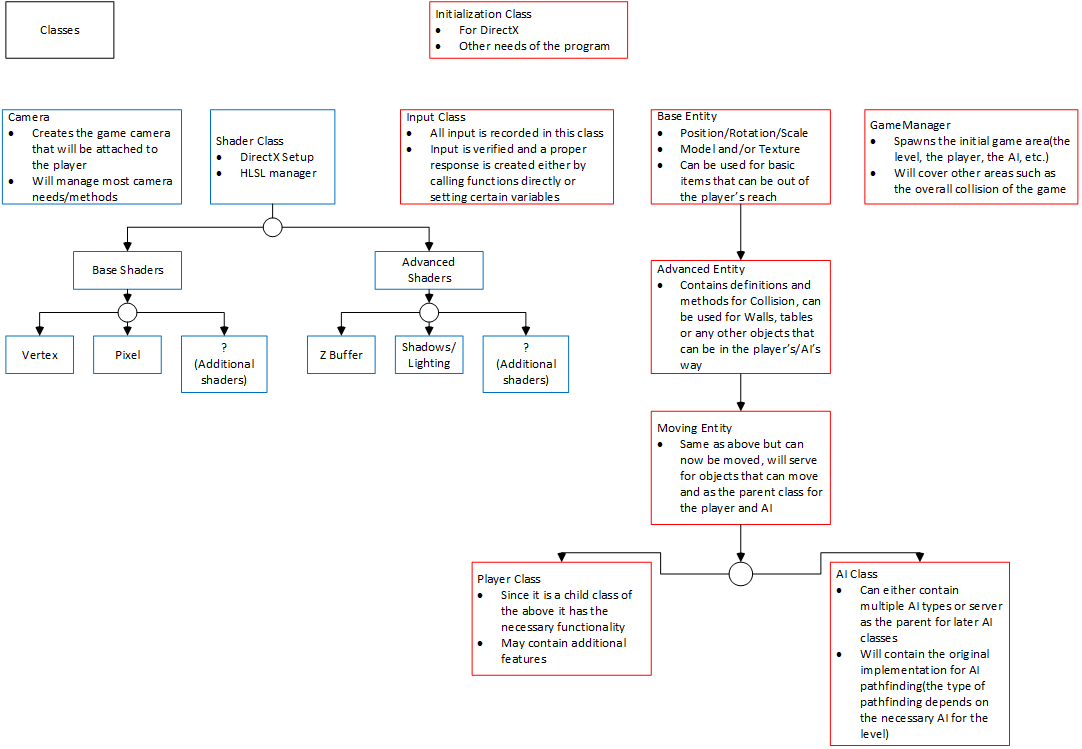 Classes
Initialization Class
● For DirectX
● Other needs of the program
Camera
● Creates the game camera
that will be attached to
the player
● Will manage most camera
needs/methods
Shader Class
● DirectX Setup
● HLSL manager
Input Class
● All input is recorded in this class
● Input is verified and a proper
response is created either by
calling functions directly or
setting certain variables
Base Entity
● Position/Rotation/Scale
● Model and/or Texture
● Can be used for basic
items that can be out of
the player's reach
GameManager
● Spawns the initial game area(the
level, the player, the AI, etc.)
● Will cover other areas such as
the overall collision of the game
Base Shaders
Advanced
Shaders
Vertex
Pixel
?
(Additional
shaders)
Z Buffer
Shadows/
Lighting
?
(Additional
shaders)
Advanced Entity
● Contains definitions and
methods for Collision, can
be used for Walls, tables
or any other objects that
can be in the player's/AI's
way
Moving Entity
● Same as above but can
now be moved, will serve
for objects that can move
and as the parent class for
the player and AI
Player Class
● Since it is a child class of
the above it has the
necessary functionality
● May contain additional
features
AI Class
● Can either contain
multiple AI types or server
as the parent for later AI
classes
● Will contain the original
implementation for AI
pathfinding(the type of
pathfinding depends on
the necessary AI for the
level)